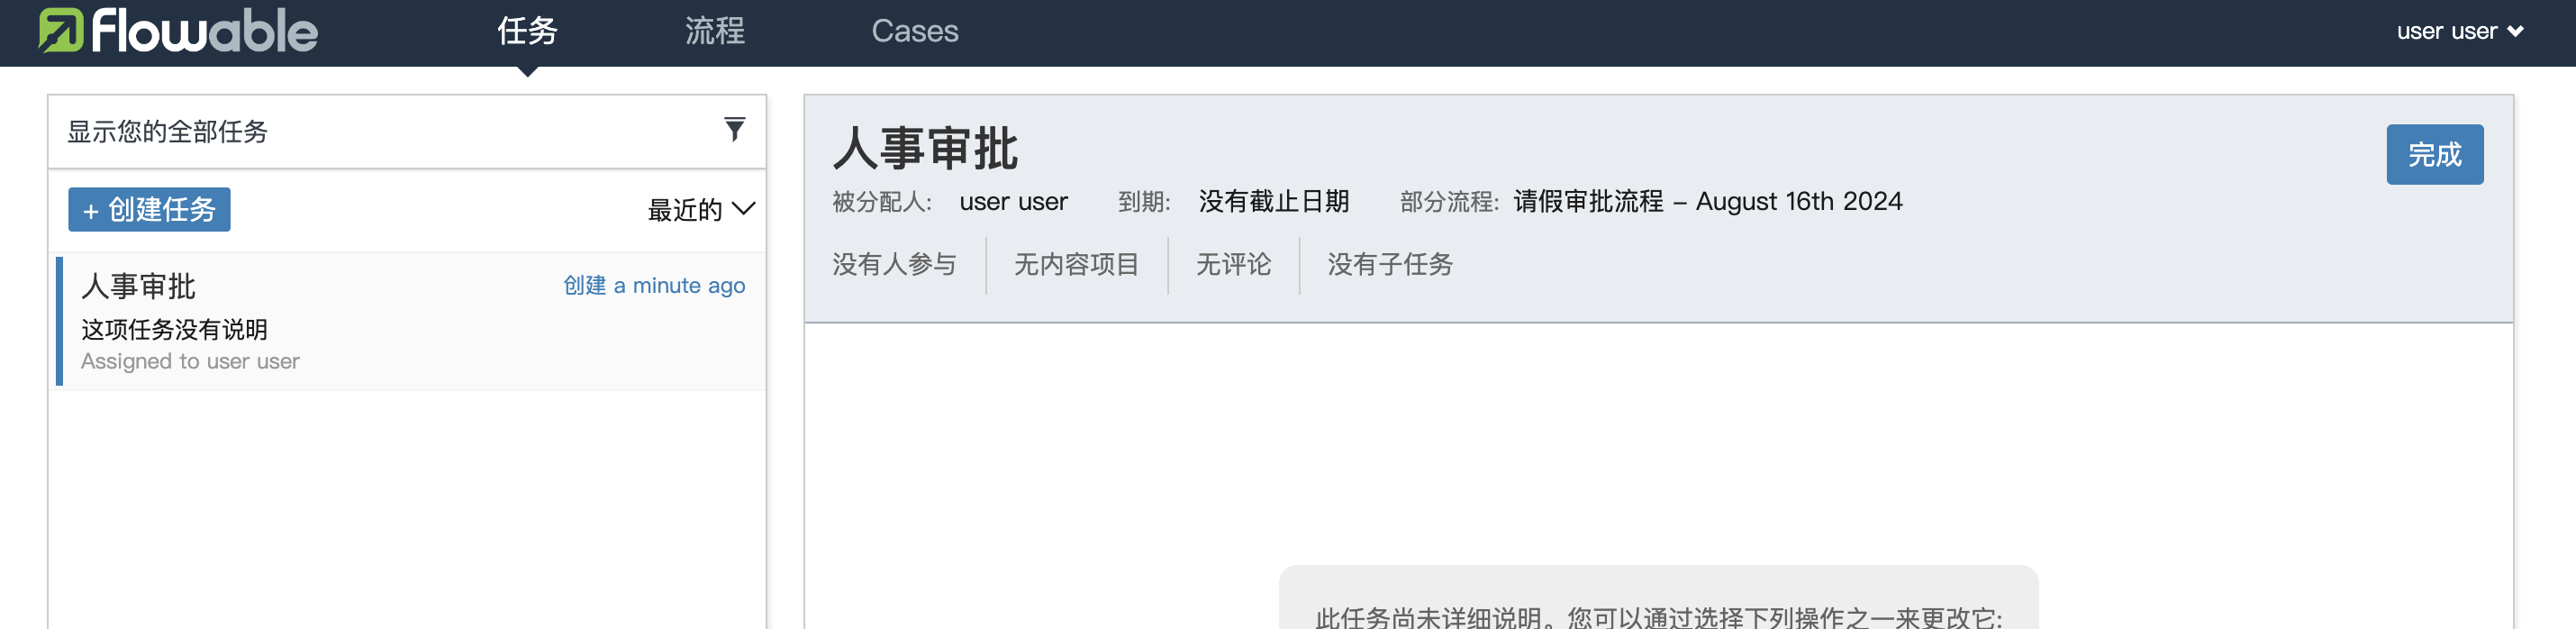 flowable
任务
流程
Cases
user user
显示您的全部任务
+ 创建任务
最近的
人事审批
创建 a minute ago
这项任务没有说明
Assigned to user user
人事审批
完成
被分配人: user user 到期: 没有截止日期 部分流程: 请假审批流程 – August 16th 2024
没有人参与
无内容项目
无评论
没有子任务
此任务尚未详细说明。您可以通过选择下列操作之一来更改它: